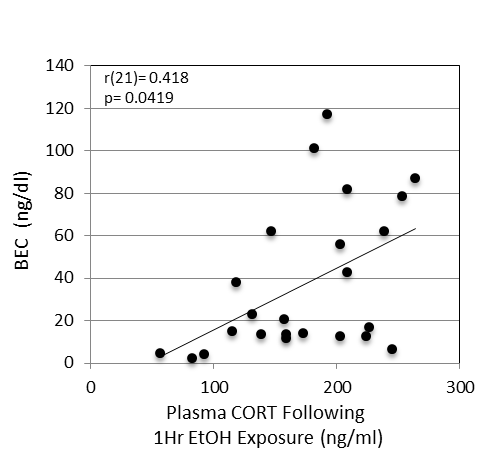 r(21)= 0.418
p= 0.0419
140
120
100
80
60
40
20
0
BEC (ng/dl)
0 100 200 300
Plasma CORT Following
1Hr EtOH Exposure (ng/ml)